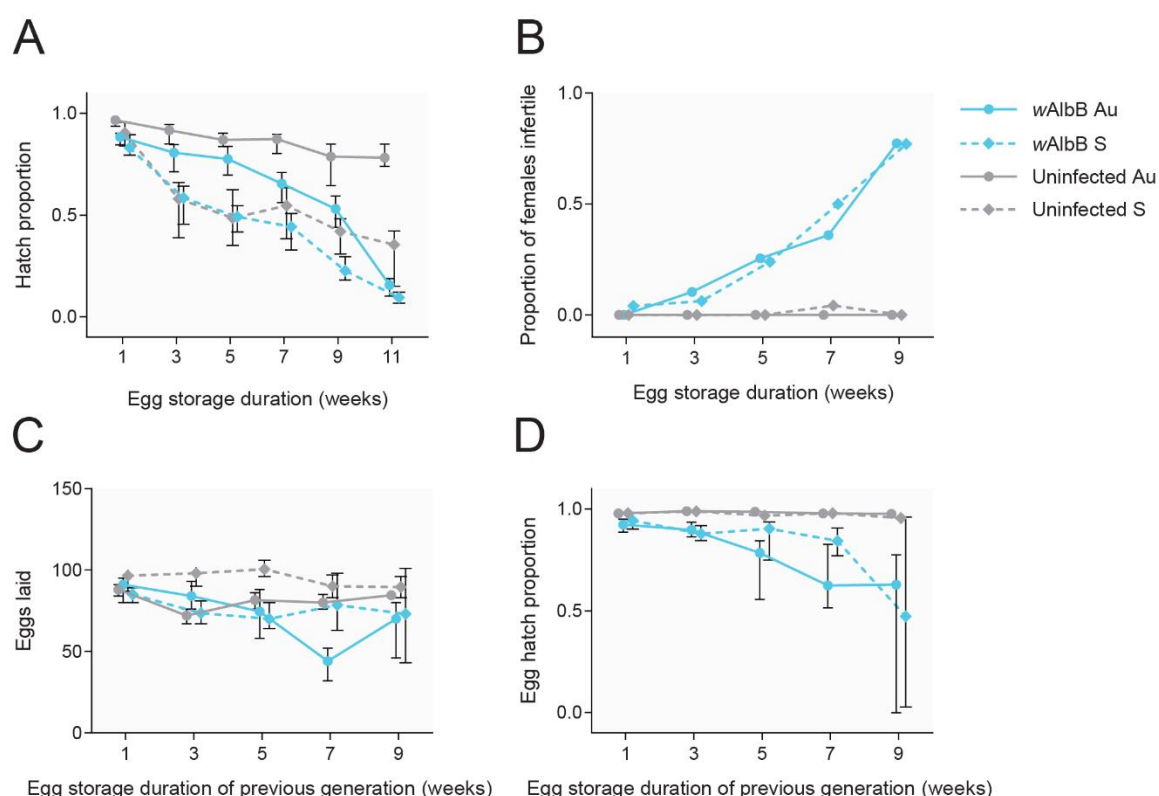 A
Hatch proportion
1.0
0.5
0.0
1 3 5 7 9 11
Egg storage duration (weeks)
B
Proportion of females infertile
1.0
0.5
0.0
1 3 5 7 9
Egg storage duration (weeks)
wAlbB Au
wAlbB S
Uninfected Au
Uninfected S
C
Eggs laid
150
100
50
0
1 3 5 7 9
Egg storage duration of previous generation (weeks)
D
Egg hatch proportion
1.0
0.5
0.0
1 3 5 7 9
Egg storage duration of previous generation (weeks)